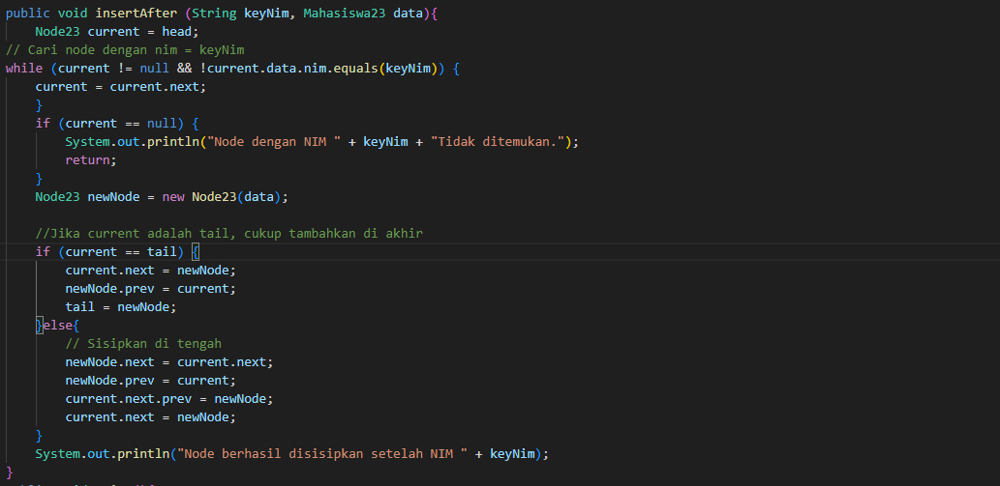 public void insertAfter (String keyNim, Mahasiswa23 data){
    Node23 current = head;
// Cari node dengan nim = keyNim
while (current != null && !current.data.nim.equals(keyNim)) {
    current = current.next;
    }
    if (current == null) {
        System.out.println("Node dengan NIM " + keyNim + "Tidak ditemukan.");
        return;
    }
    Node23 newNode = new Node23(data);

    //Jika current adalah tail, cukup tambahkan di akhir
    if (current == tail) {
        current.next = newNode;
        newNode.prev = current;
        tail = newNode;
    }else{
        // Sisipkan di tengah
        newNode.next = current.next;
        newNode.prev = current;
        current.next.prev = newNode;
        current.next = newNode;
    }
    System.out.println("Node berhasil disisipkan setelah NIM " + keyNim);
}